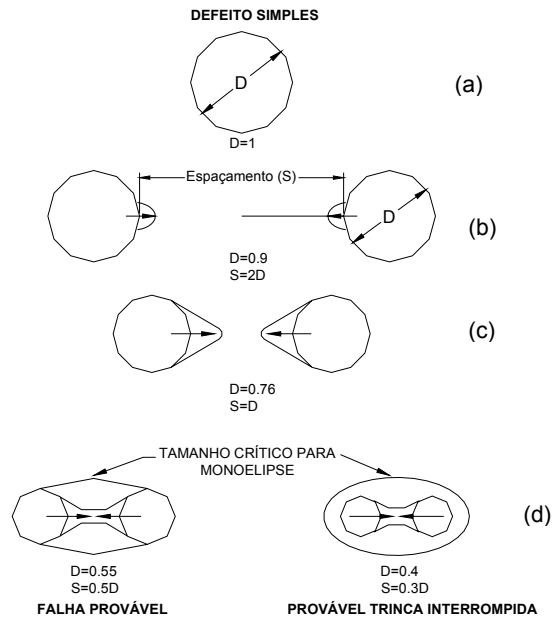 DEFEITO SIMPLES
D
(a)
D=1
Espaçamento (S)
D
(b)
D=0.9
S=2D
(c)
D=0.76
S=D
TAMANHO CRÍTICO PARA
MONOELIPSE
(d)
D=0.55
S=0.5D
FALHA PROVÁVEL
D=0.4
S=0.3D
PROVÁVEL TRINCA INTERROMPIDA